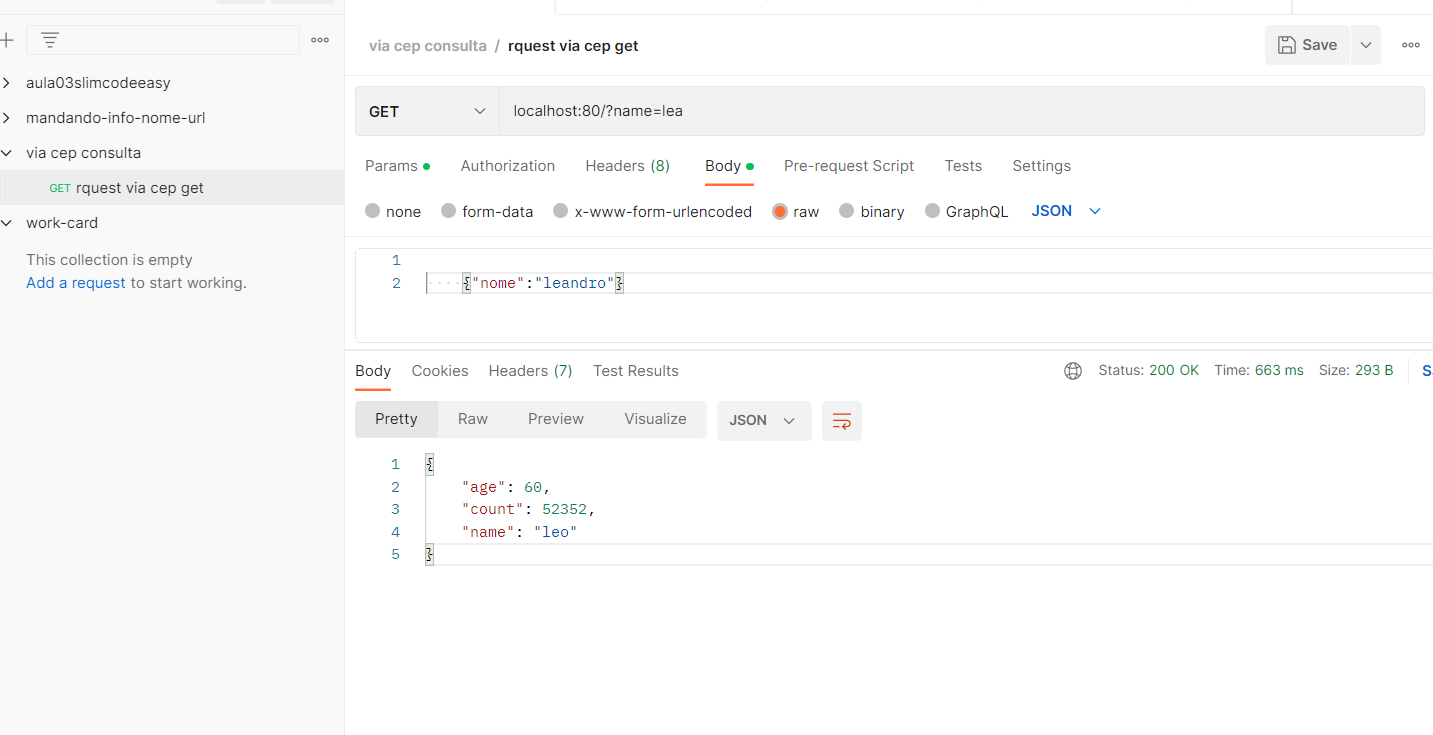 via cep consulta / rquest via cep get
Save
aula03slimcodeeasy
mandando-info-nome-url
via cep consulta
GET rquest via cep get
work-card
This collection is empty
Add a request to start working.
GET
localhost:80/?name=lea
Params Authorization Headers (8) Body Pre-request Script Tests Settings
none form-data x-www-form-urlencoded raw binary GraphQL JSON
1
2 {"nome":"leandro"}
Body Cookies Headers (7) Test Results
Status: 200 OK Time: 663 ms Size: 293 B
Pretty Raw Preview Visualize JSON
1 {
2 "age": 60,
3 "count": 52352,
4 "name": "leo"
5 }